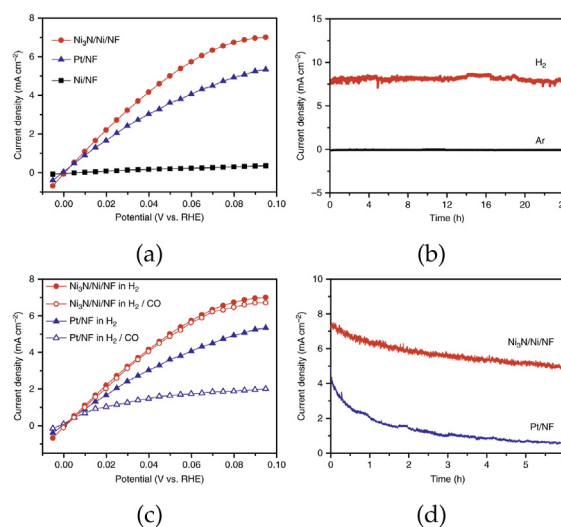 (a)
Ni₃N/Ni/NF
Pt/NF
Ni/NF
Current density (mA cm⁻²)
8
6
4
2
0
0.00 0.02 0.04 0.06 0.08 0.10
Potential (V vs. RHE)
b
H₂
Ar
Current density (mA cm⁻²)
15
10
5
0
−5
0 4 8 12 16 20 24
Time (h)
(a)
(b)
c
Ni₃N/Ni/NF in H₂
Ni₃N/Ni/NF in H₂ / CO
Pt/NF in H₂
Pt/NF in H₂ / CO
Current density (mA cm⁻²)
8
6
4
2
0
0.00 0.02 0.04 0.06 0.08 0.10
Potential (V vs. RHE)
d
Ni₃N/Ni/NF
Pt/NF
Current density (mA cm⁻²)
10
8
6
4
2
0
0 1 2 3 4 5
Time (h)
(c)
(d)